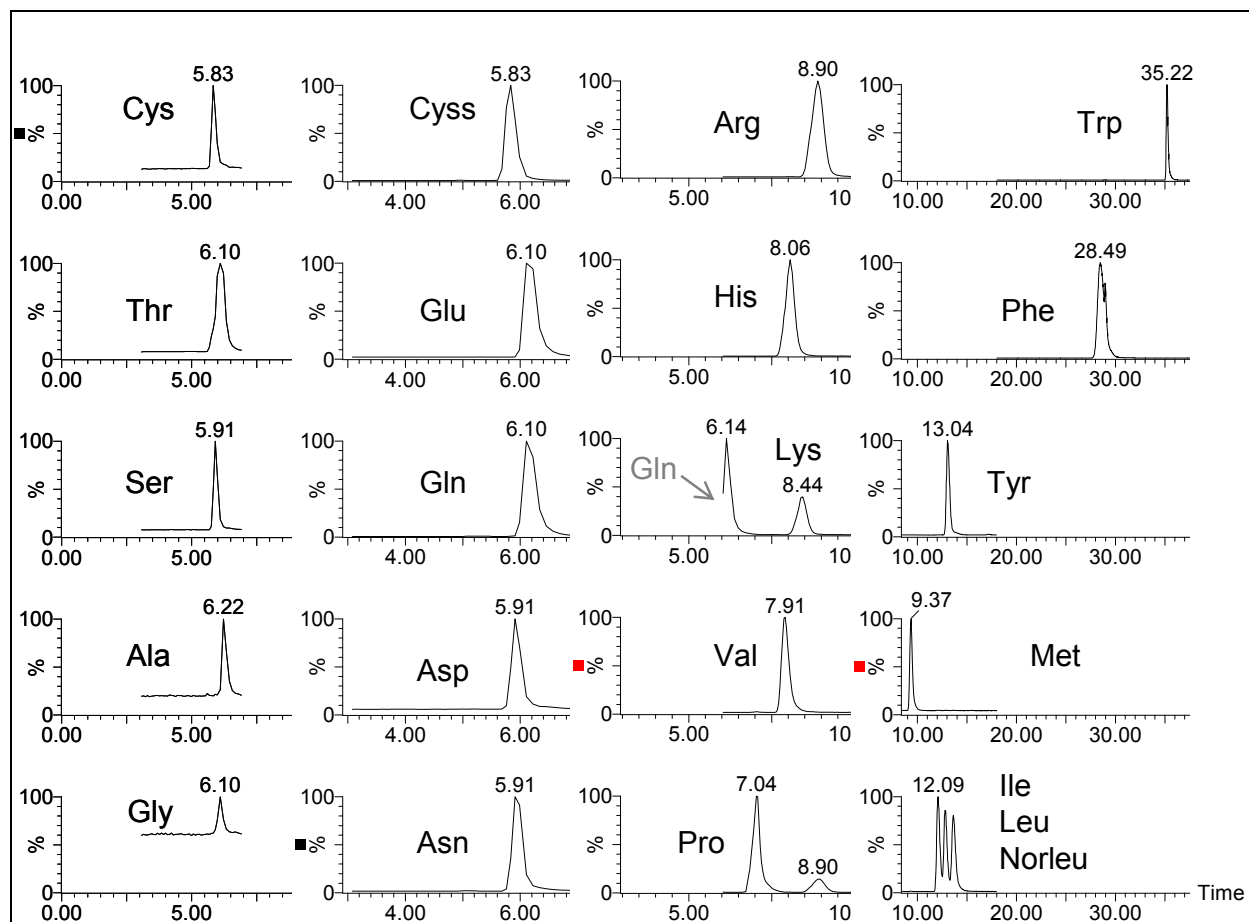 5.83 5.83 8.90 35.22
100 100 100 100
% % % %
Cys Cyss Arg Trp
0 0 0 0
0.00 5.00 4.00 6.00 5.00 10 10.00 20.00 30.00
6.10 6.10 8.06 28.49
100 100 100 100
% % % %
Thr Glu His Phe
0 0 0 0
0.00 5.00 4.00 6.00 5.00 10 10.00 20.00 30.00
5.91 6.10 6.14 13.04
100 100 100 100
% % % %
Ser Gln Gln Lys Tyr
8.44
0 0 0 0
0.00 5.00 4.00 6.00 5.00 10 10.00 20.00 30.00
6.22 5.91 7.91 9.37
100 100 100 100
% % % %
Ala Asp Val Met
0 0 0 0
0.00 5.00 4.00 6.00 5.00 10 10.00 20.00 30.00
6.10 5.91 7.04 12.09 Ile
100 100 100 100
Leu
Norleu
% % % %
Gly Asn Pro
8.90
0 0 0 0
Time
0.00 5.00 4.00 6.00 5.00 10 10.00 20.00 30.00